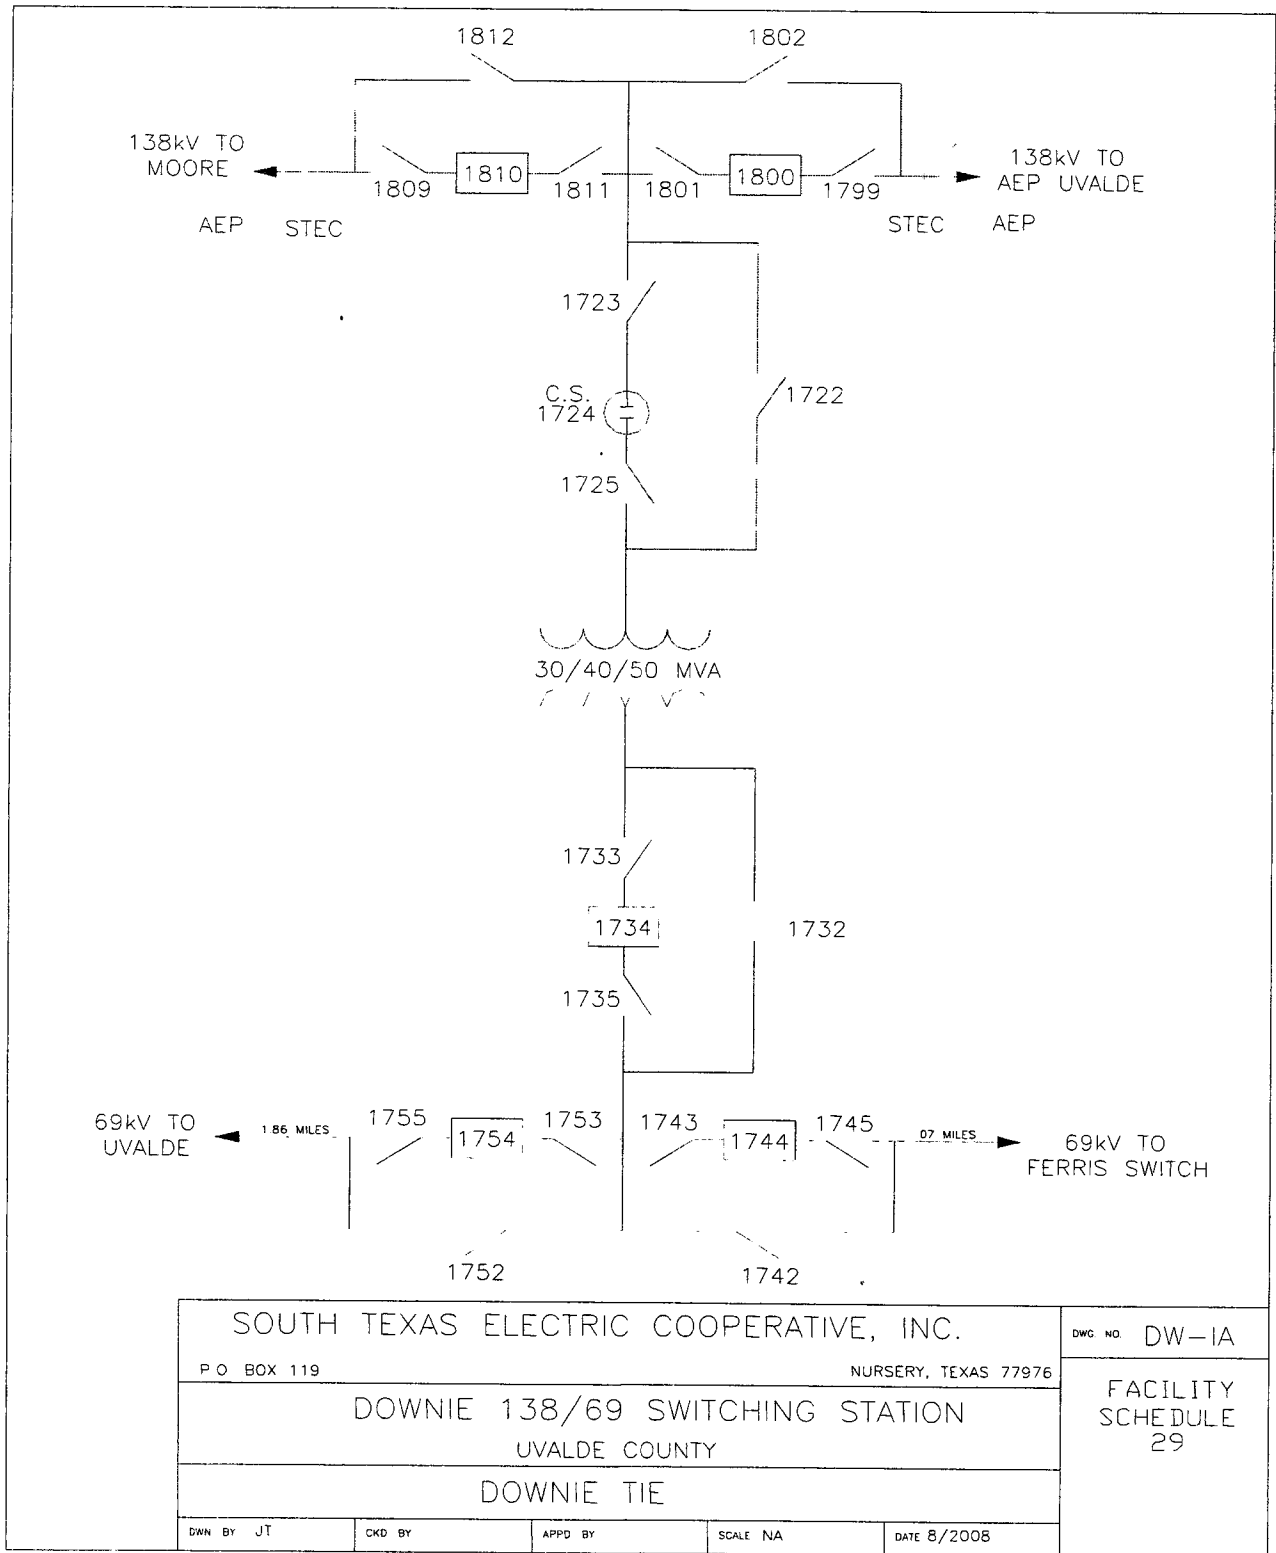 1812
1802
138kV TO
MOORE
1809
1810
1811
1801
1800
1799
138kV TO
AEP UVALDE
AEP STEC
STEC AEP
1723
C.S.
1724
1722
1725
30/40/50 MVA
1733
1734
1732
1735
69kV TO
UVALDE
1.86 MILES
1755
1754
1753
1743
1744
1745
07 MILES
69kV TO
FERRIS SWITCH
1752
1742
SOUTH TEXAS ELECTRIC COOPERATIVE, INC.
P O BOX 119
NURSERY, TEXAS 77976
DOWNIE 138/69 SWITCHING STATION
UVALDE COUNTY
DOWNIE TIE
DWN BY JT
CKD BY
APPD BY
SCALE NA
DATE 8/2008
DWG NO. DW-1A
FACILITY
SCHEDULE
29